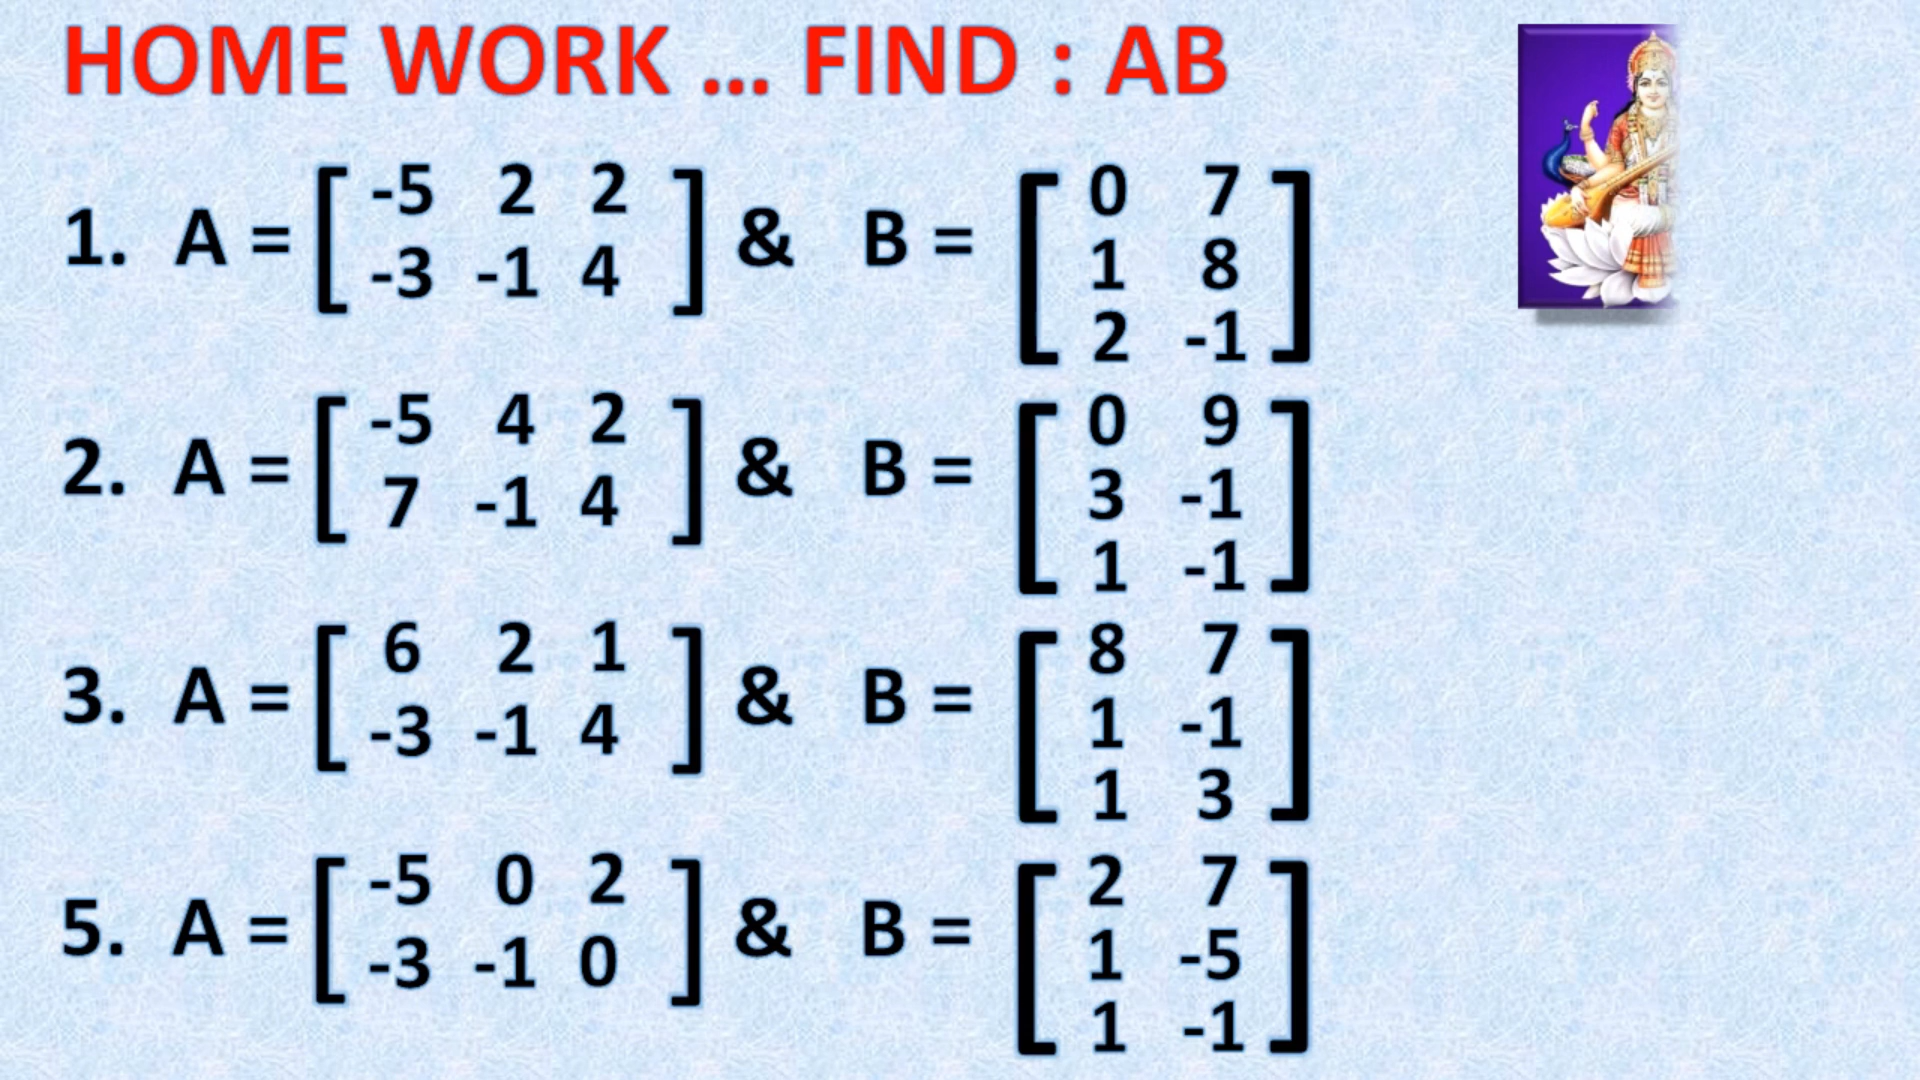 HOME WORK ... FIND : AB
1. A = [ -5 2 2 ] & B = [ 0 7 ]
-3 -1 4
1 8
2 -1
2. A = [ -5 4 2 ] & B = [ 0 9 ]
7 -1 4
3 -1
1 -1
3. A = [ 6 2 1 ] & B = [ 8 7 ]
-3 -1 4
1 -1
1 3
5. A = [ -5 0 2 ] & B = [ 2 7 ]
-3 -1 0
1 -5
1 -1